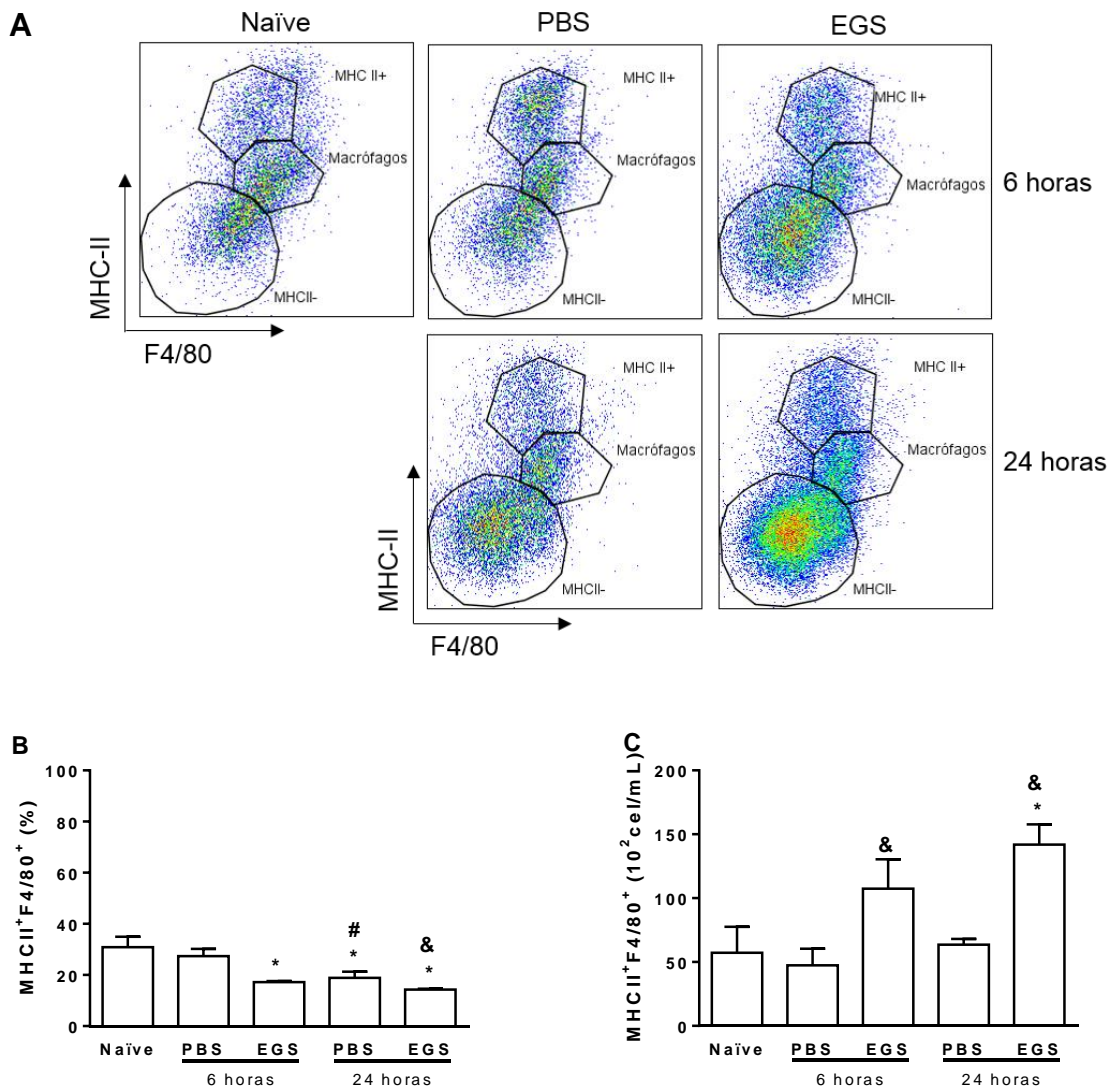 A
Naïve
PBS
EGS
MHC II+
Macrófagos
MHCII-
MHC-II
F4/80
MHC II+
Macrófagos
MHCII-
MHC II+
Macrófagos
MHCII-
6 horas
MHC II+
Macrófagos
MHCII-
MHC-II
F4/80
MHC II+
Macrófagos
MHCII-
24 horas
B
MHCII⁺F4/80⁺ (%)
100
80
60
40
20
0
*
#
*
&
*
Naïve PBS EGS PBS EGS
6 horas 24 horas
C
MHCII⁺F4/80⁺ (10² cel/mL)
200
150
100
50
0
&
&
*
Naïve PBS EGS PBS EGS
6 horas 24 horas